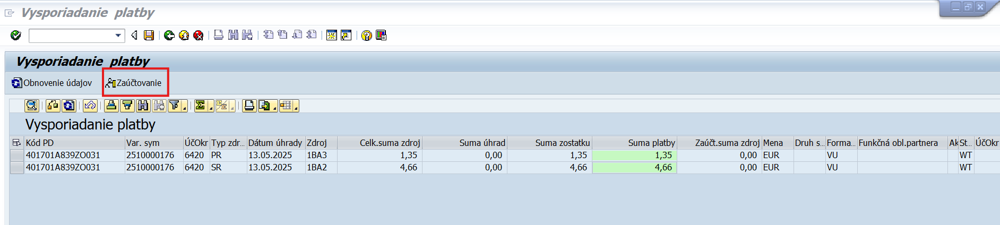 Vysporiadanie platby
Vysporiadanie platby
Obnovenie údajov Zaúčtovanie
Vysporiadanie platby
Kód PD Var. sym ÚčOkr Typ zdr... Dátum úhrady Zdroj Celk.suma zdroj Suma úhrad Suma zostatku Suma platby Zaúčt.suma zdroj Mena Druh s... Forma... Funkčná obl.partnera Ak St... ÚčOkr
401701A839ZO031 2510000176 6420 PR 13.05.2025 1BA3 1,35 0,00 1,35 1,35 0,00 EUR VU WT
401701A839ZO031 2510000176 6420 SR 13.05.2025 1BA2 4,66 0,00 4,66 4,66 0,00 EUR VU WT